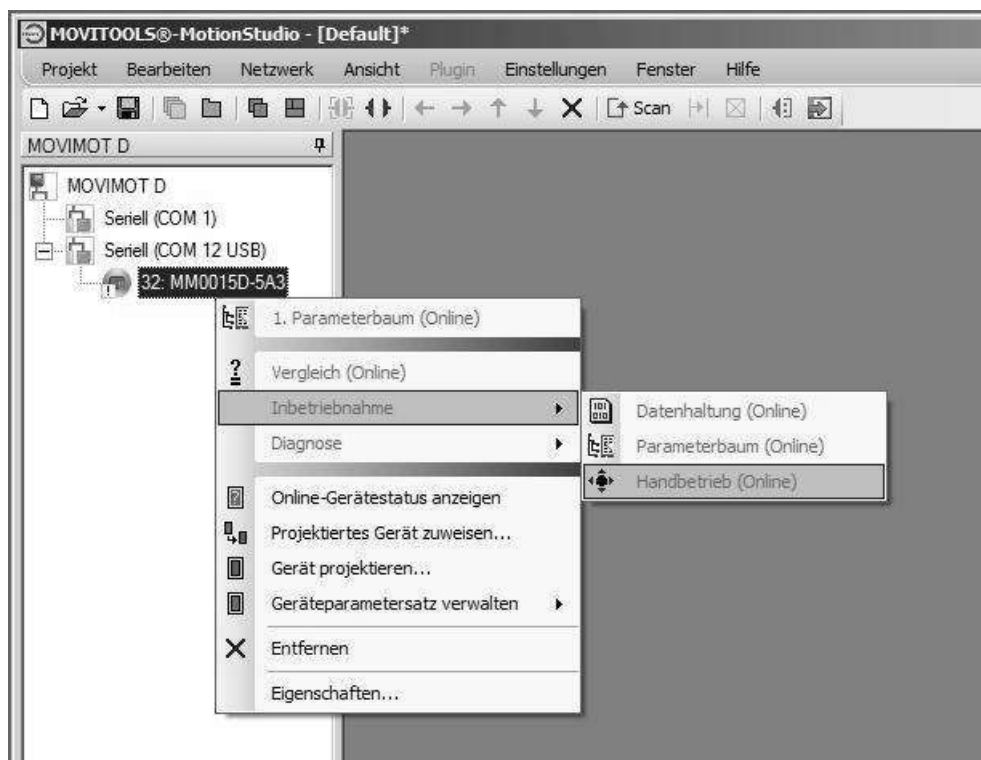 MOVITOOLS®-MotionStudio - [Default]*
Projekt Bearbeiten Netzwerk Ansicht Plugin Einstellungen Fenster Hilfe
Scan
MOVIMOT D
MOVIMOT D
Seriell (COM 1)
Seriell (COM 12 USB)
32: MM0015D-5A3
1. Parameterbaum (Online)
Vergleich (Online)
Inbetriebnahme
Diagnose
Online-Gerätestatus anzeigen
Projektiertes Gerät zuweisen...
Gerät projektieren...
Geräteparametersatz verwalten
Entfernen
Eigenschaften...
Datenhaltung (Online)
Parameterbaum (Online)
Handbetrieb (Online)